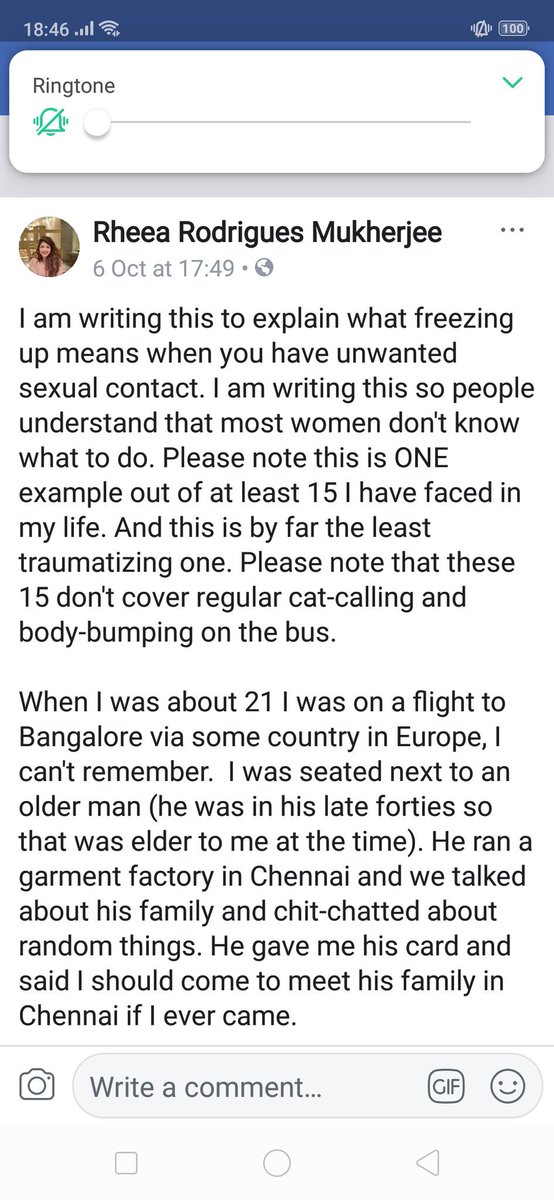 18:46
100
Ringtone
Rheea Rodrigues Mukherjee
6 Oct at 17:49 •
I am writing this to explain what freezing
up means when you have unwanted
sexual contact. I am writing this so people
understand that most women don't know
what to do. Please note this is ONE
example out of at least 15 I have faced in
my life. And this is by far the least
traumatizing one. Please note that these
15 don't cover regular cat-calling and
body-bumping on the bus.
When I was about 21 I was on a flight to
Bangalore via some country in Europe, I
can't remember. I was seated next to an
older man (he was in his late forties so
that was elder to me at the time). He ran a
garment factory in Chennai and we talked
about his family and chit-chatted about
random things. He gave me his card and
said I should come to meet his family in
Chennai if I ever came.
Write a comment...
GIF